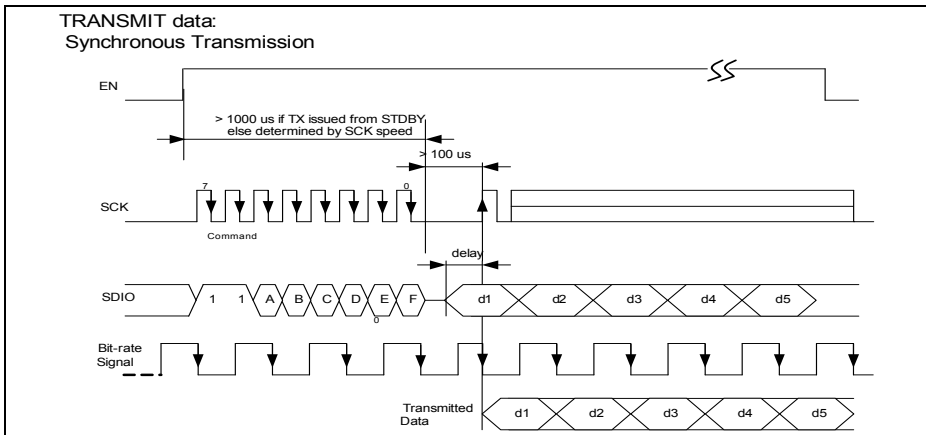 TRANSMIT data:
Synchronous Transmission
EN
> 1000 us if TX issued from STDBY
else determined by SCK speed
> 100 us
7 0
SCK
Command
delay
SDIO 1 1 A B C D E F d1 d2 d3 d4 d5
0
Bit-rate
Signal
Transmitted
Data
d1 d2 d3 d4 d5